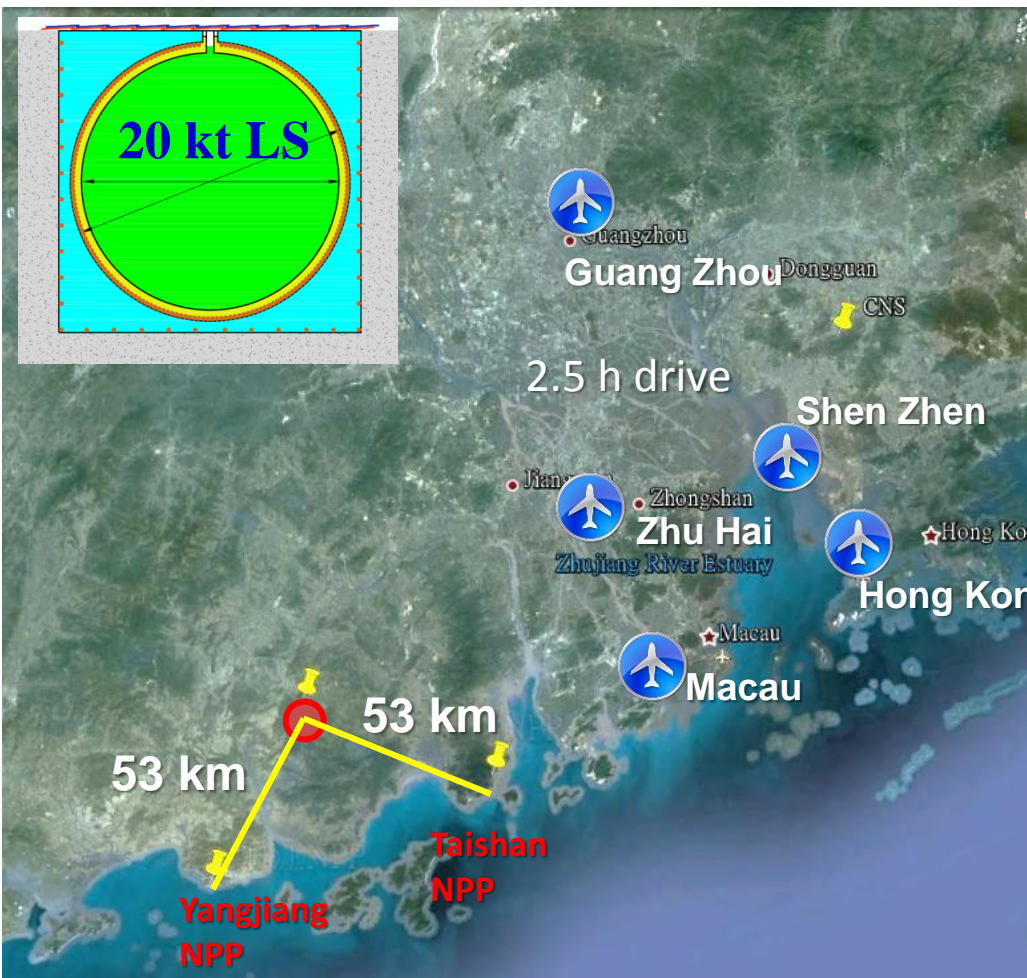 20 kt LS
Guangzhou
Guang Zhou
Dongguan
CNS
2.5 h drive
Shen Zhen
Zhongshan
Zhu Hai
Hong Ko
Zhujiang River Estuary
Hong Kon
Macau
Macau
53 km
53 km
Taishan
NPP
Yangjiang
NPP